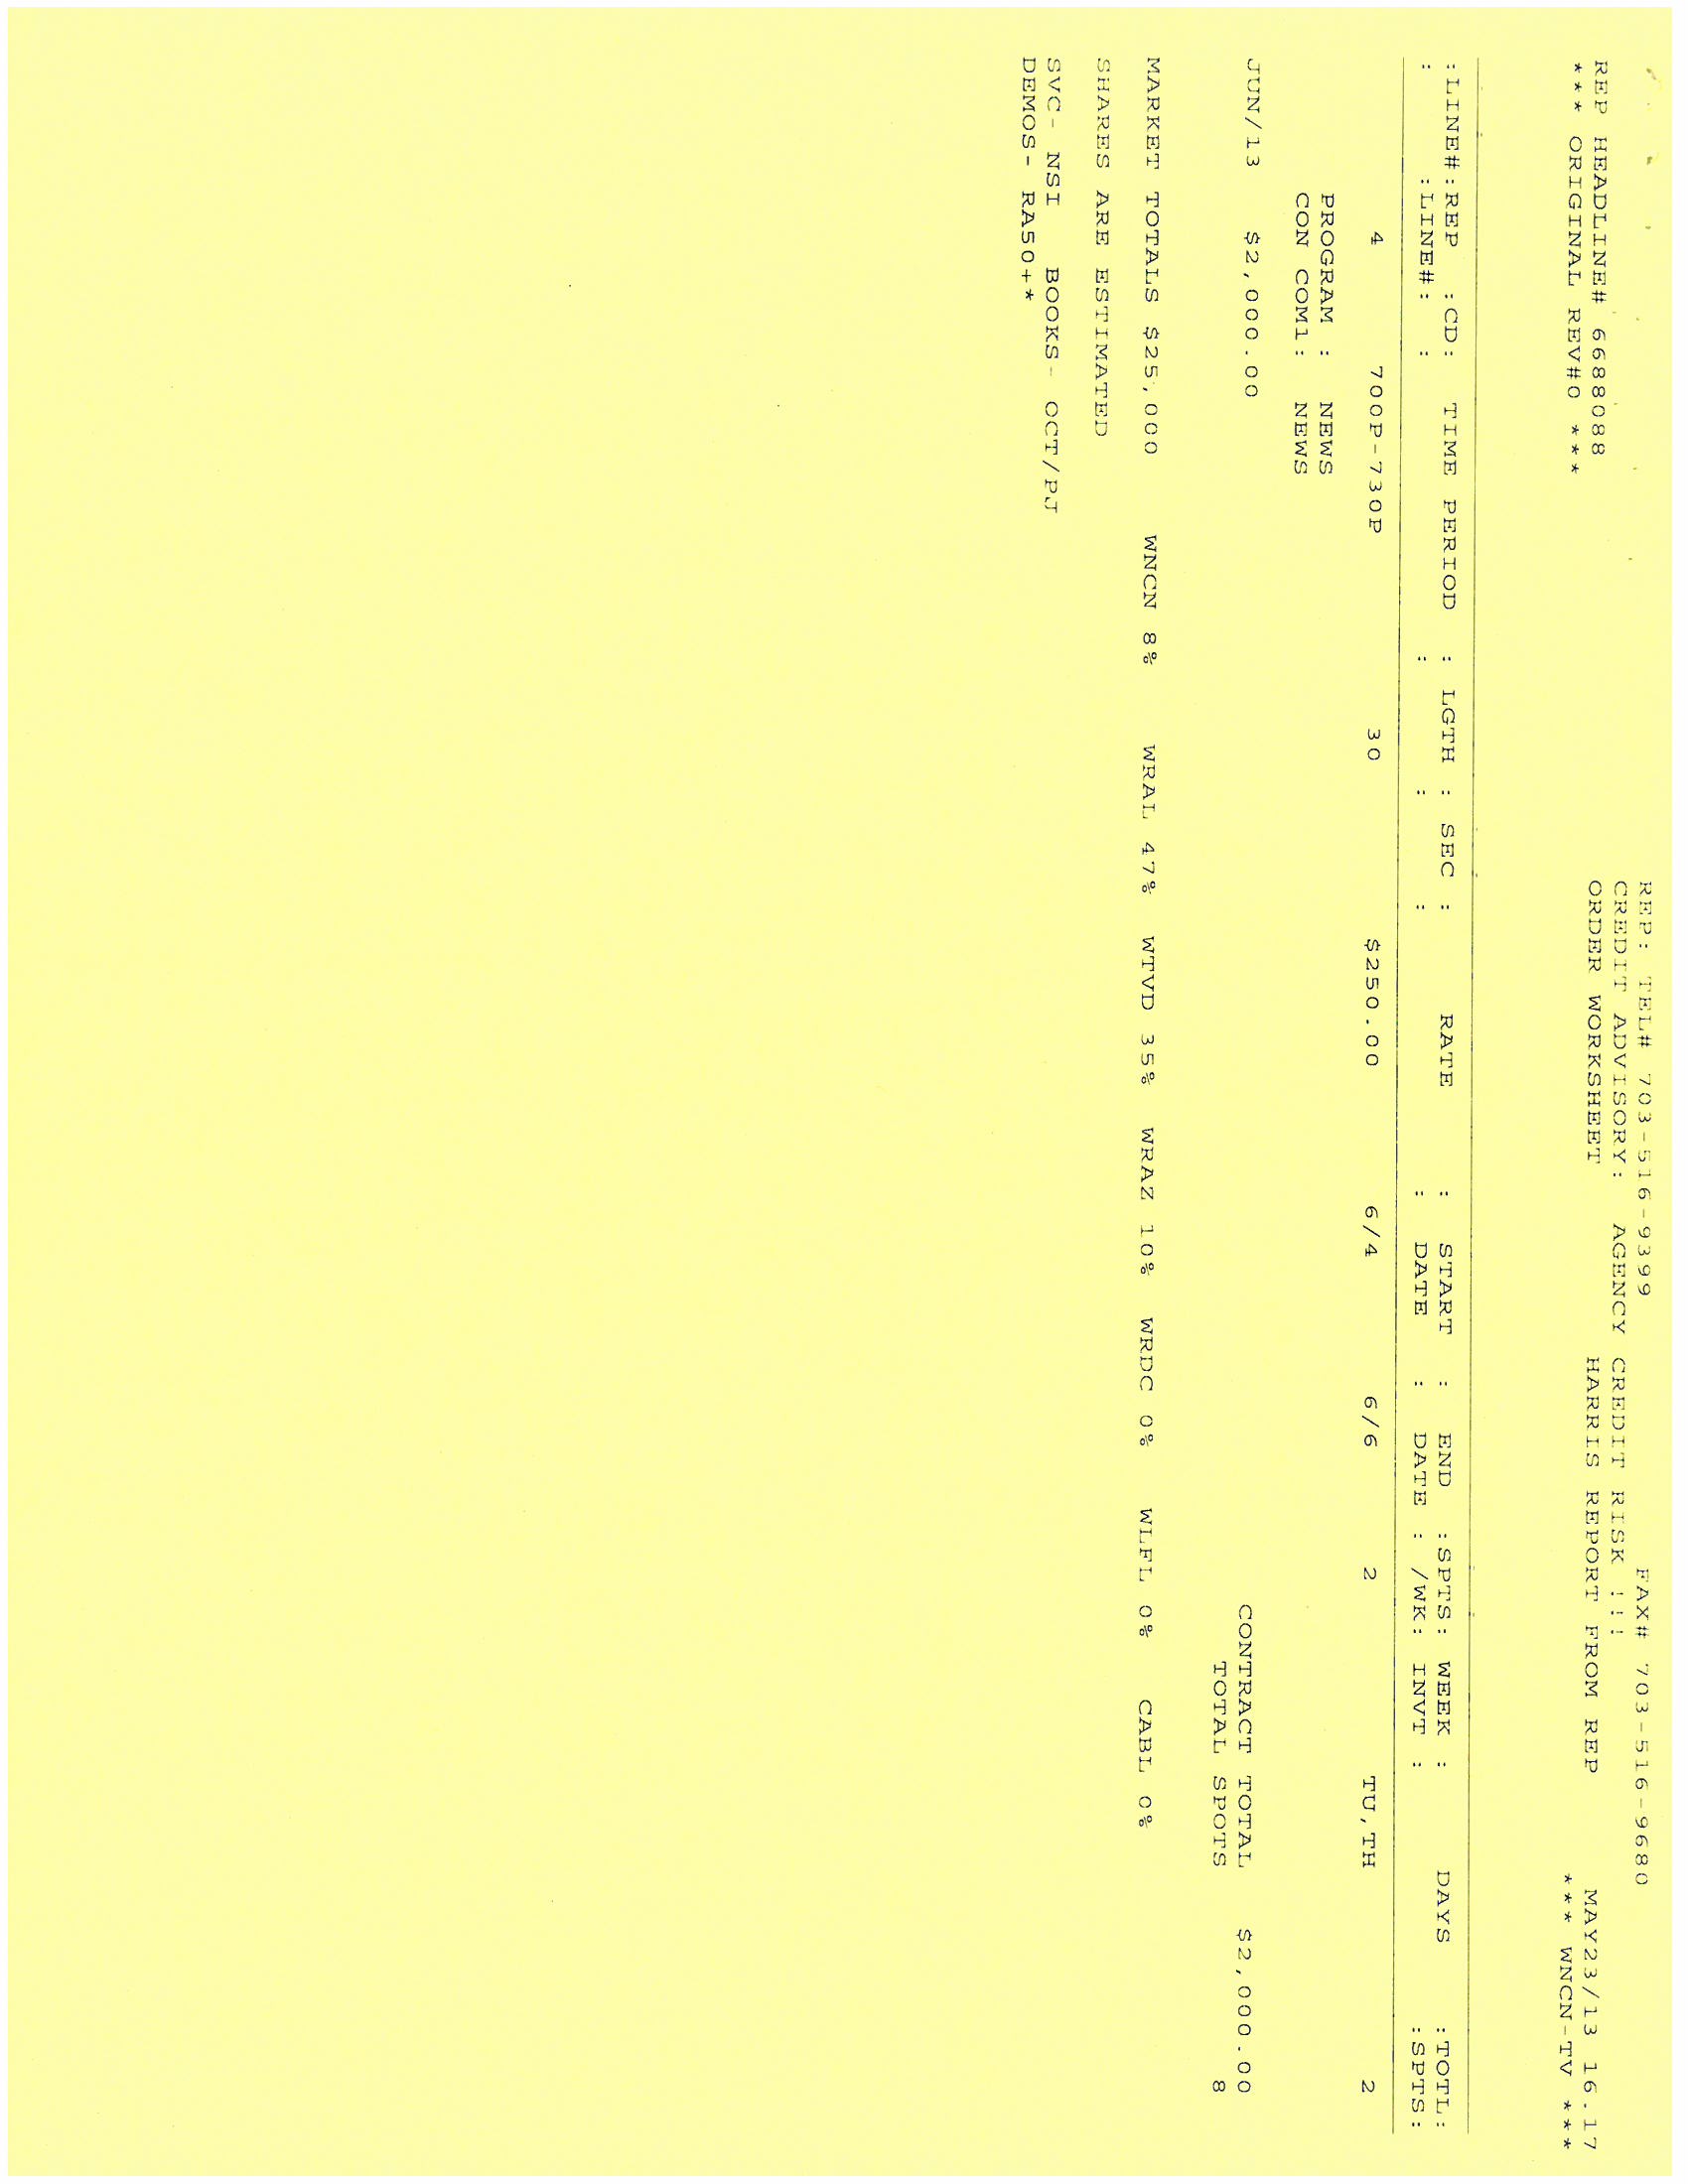 REP: TEL# 703-516-9399 FAX# 703-516-9680
CREDIT ADVISORY: AGENCY CREDIT RISK !!!
REP HEADLINE# 6688088 ORDER WORKSHEET HARRIS REPORT FROM REP MAY23/13 16.17
*** ORIGINAL REV#0 *** *** WNCN-TV ***
:LINE#:REP :CD: TIME PERIOD : LGTH : SEC : RATE : START : END :SPTS: WEEK : DAYS :TOTL:
: :LINE#: : : : : : DATE : DATE : /WK: INVT : :SPTS:
4 700P-730P 30 $250.00 6/4 6/6 2 TU,TH 2
PROGRAM : NEWS
CON COM1: NEWS
JUN/13 $2,000.00 CONTRACT TOTAL $2,000.00
TOTAL SPOTS 8
MARKET TOTALS $25,000 WNCN 8% WRAL 47% WTVD 35% WRAZ 10% WRDC 0% WLFL 0% CABL 0%
SHARES ARE ESTIMATED
SVC- NSI BOOKS- OCT/PJ
DEMOS- RA50+*